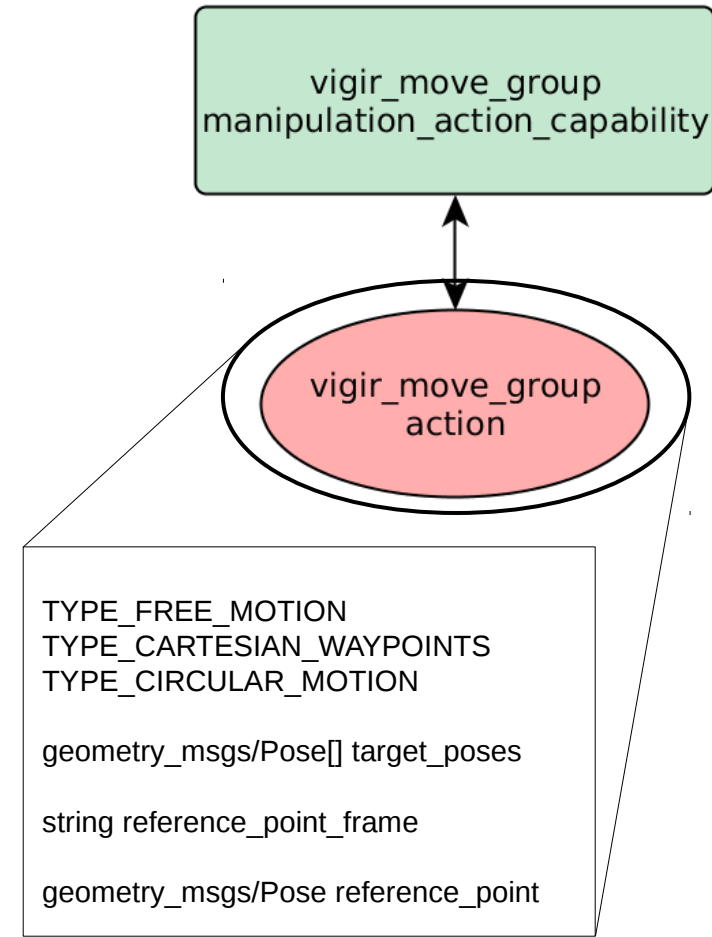 vigir_move_group
manipulation_action_capability
vigir_move_group
action
TYPE_FREE_MOTION
TYPE_CARTESIAN_WAYPOINTS
TYPE_CIRCULAR_MOTION
geometry_msgs/Pose[] target_poses
string reference_point_frame
geometry_msgs/Pose reference_point